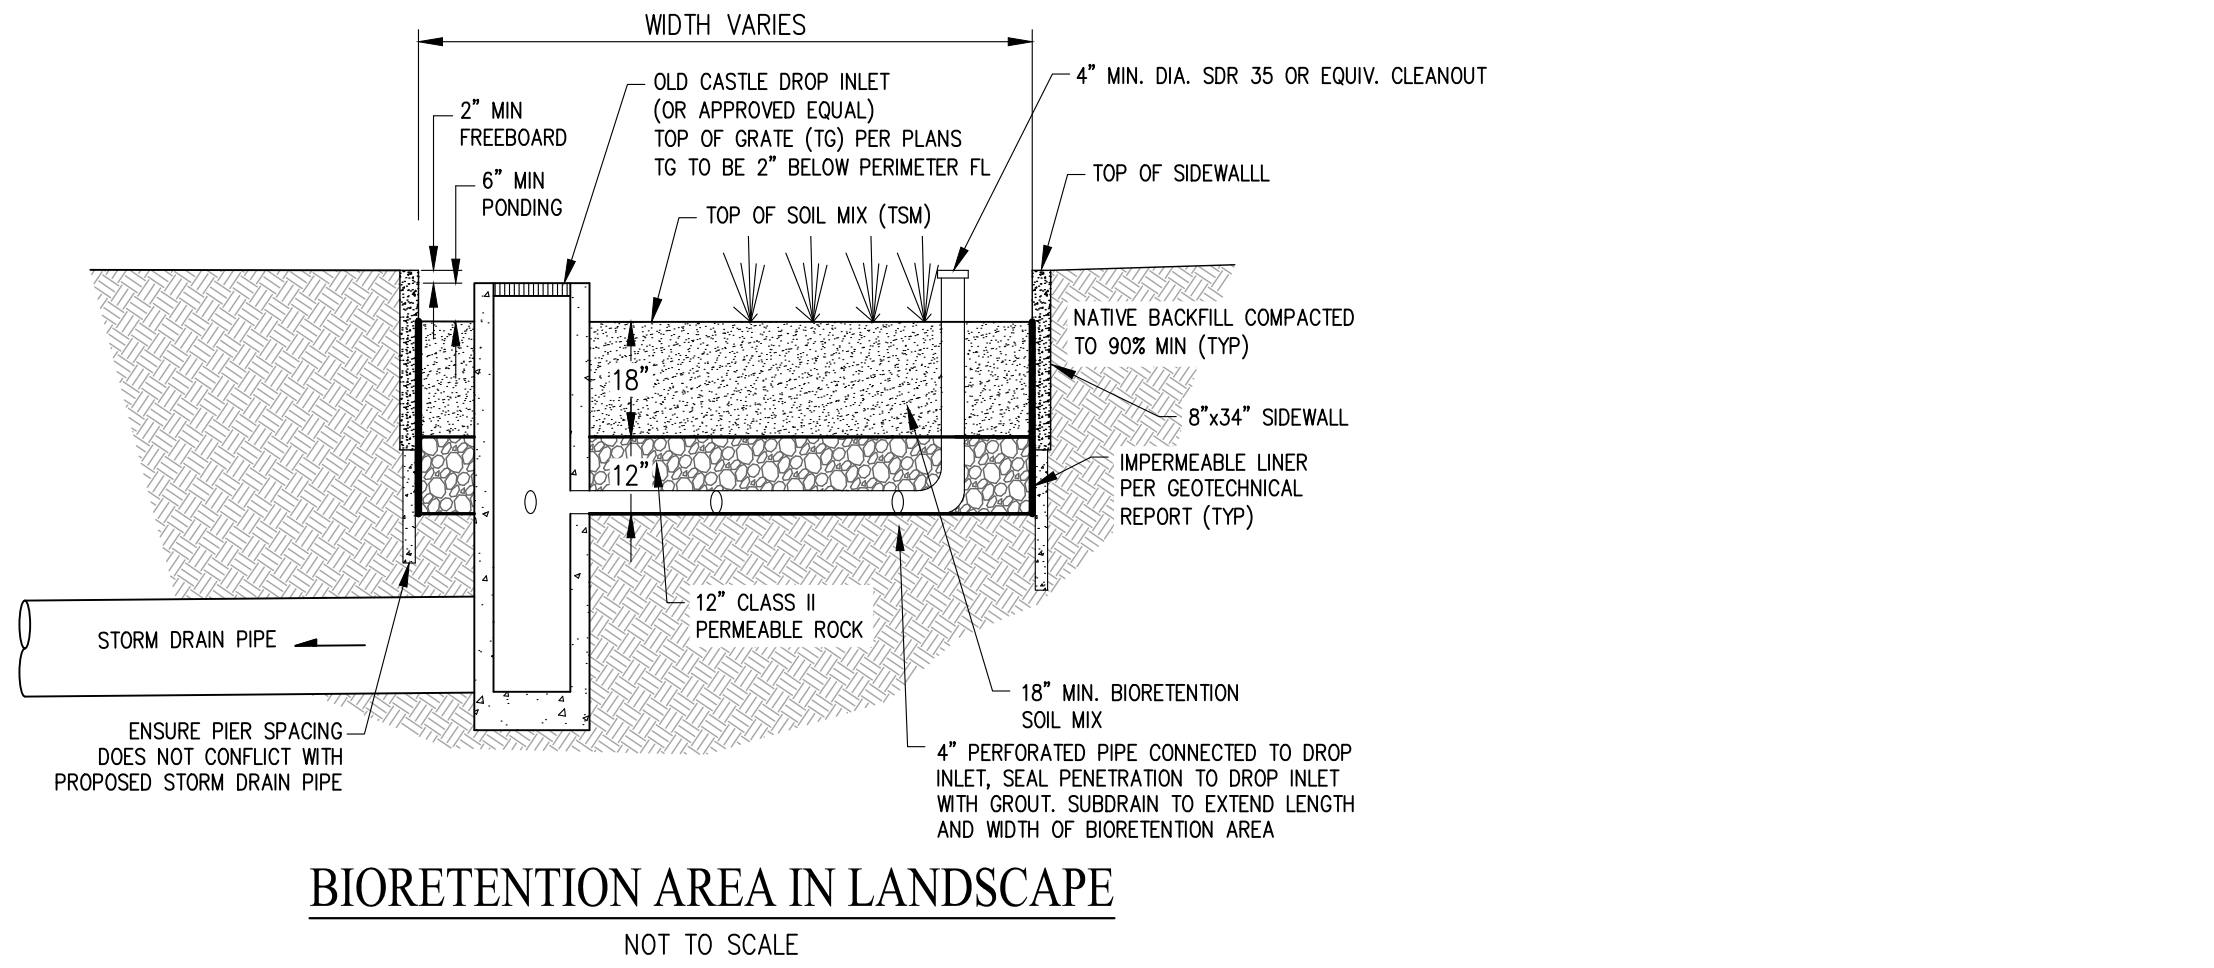 WIDTH VARIES
OLD CASTLE DROP INLET
(OR APPROVED EQUAL)
TOP OF GRATE (TG) PER PLANS
TG TO BE 2” BELOW PERIMETER FL
4” MIN. DIA. SDR 35 OR EQUIV. CLEANOUT
2” MIN
FREEBOARD
6” MIN
PONDING
TOP OF SIDEWALLL
TOP OF SOIL MIX (TSM)
NATIVE BACKFILL COMPACTED
TO 90% MIN (TYP)
18”
8”x34” SIDEWALL
12”
IMPERMEABLE LINER
PER GEOTECHNICAL
REPORT (TYP)
12” CLASS II
PERMEABLE ROCK
STORM DRAIN PIPE
18” MIN. BIORETENTION
SOIL MIX
ENSURE PIER SPACING
DOES NOT CONFLICT WITH
PROPOSED STORM DRAIN PIPE
4” PERFORATED PIPE CONNECTED TO DROP
INLET, SEAL PENETRATION TO DROP INLET
WITH GROUT. SUBDRAIN TO EXTEND LENGTH
AND WIDTH OF BIORETENTION AREA
BIORETENTION AREA IN LANDSCAPE
NOT TO SCALE